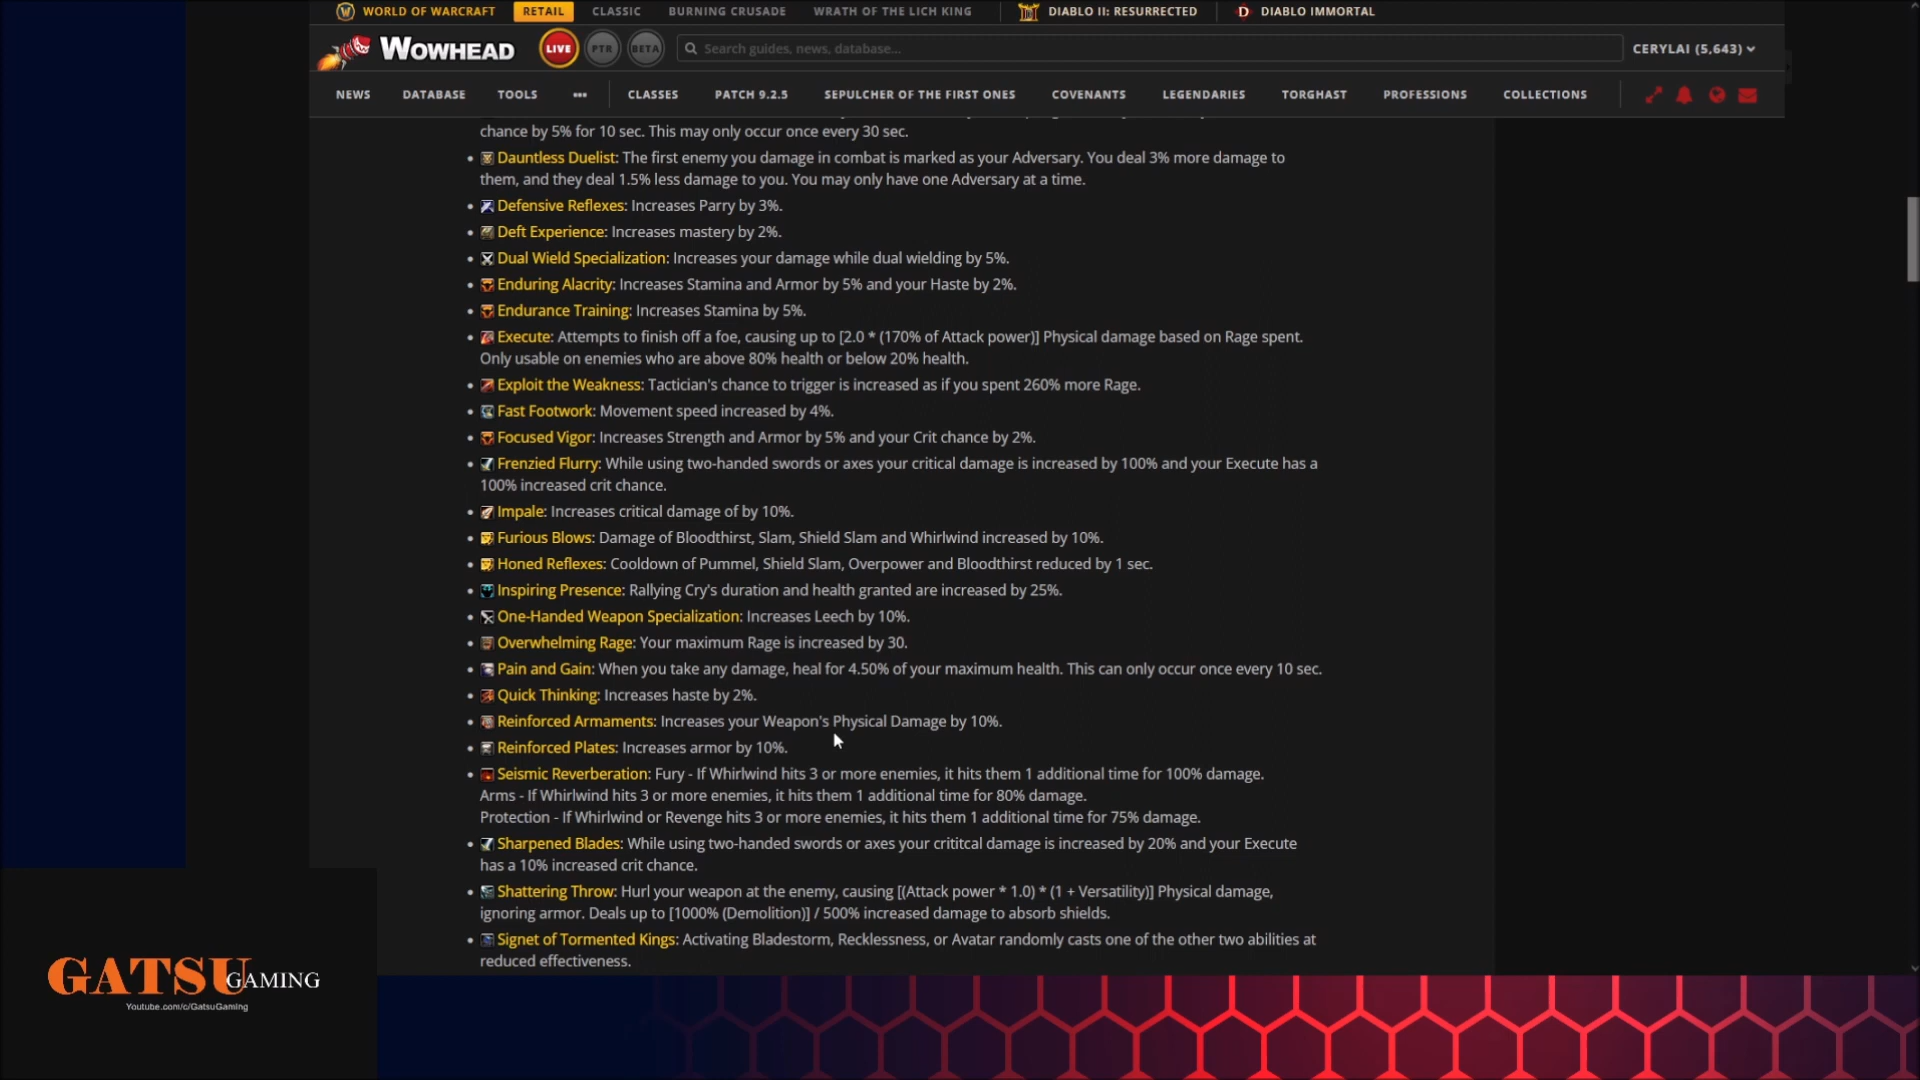 WORLD OF WARCRAFT RETAIL CLASSIC BURNING CRUSADE WRATH OF THE LICH KING DIABLO II: RESURRECTED DIABLO IMMORTAL
WOWHEAD LIVE PTR BETA Search guides, news, database... CERYLAI (5,643)
NEWS DATABASE TOOLS ••• CLASSES PATCH 9.2.5 SEPULCHER OF THE FIRST ONES COVENANTS LEGENDARIES TORGHAST PROFESSIONS COLLECTIONS
chance by 5% for 10 sec. This may only occur once every 30 sec.
• Dauntless Duelist: The first enemy you damage in combat is marked as your Adversary. You deal 3% more damage to
them, and they deal 1.5% less damage to you. You may only have one Adversary at a time.
• Defensive Reflexes: Increases Parry by 3%.
• Deft Experience: Increases mastery by 2%.
• Dual Wield Specialization: Increases your damage while dual wielding by 5%.
• Enduring Alacrity: Increases Stamina and Armor by 5% and your Haste by 2%.
• Endurance Training: Increases Stamina by 5%.
• Execute: Attempts to finish off a foe, causing up to [2.0 * (170% of Attack power)] Physical damage based on Rage spent.
Only usable on enemies who are above 80% health or below 20% health.
• Exploit the Weakness: Tactician's chance to trigger is increased as if you spent 260% more Rage.
• Fast Footwork: Movement speed increased by 4%.
• Focused Vigor: Increases Strength and Armor by 5% and your Crit chance by 2%.
• Frenzied Flurry: While using two-handed swords or axes your critical damage is increased by 100% and your Execute has a
100% increased crit chance.
• Impale: Increases critical damage of by 10%.
• Furious Blows: Damage of Bloodthirst, Slam, Shield Slam and Whirlwind increased by 10%.
• Honed Reflexes: Cooldown of Pummel, Shield Slam, Overpower and Bloodthirst reduced by 1 sec.
• Inspiring Presence: Rallying Cry's duration and health granted are increased by 25%.
• One-Handed Weapon Specialization: Increases Leech by 10%.
• Overwhelming Rage: Your maximum Rage is increased by 30.
• Pain and Gain: When you take any damage, heal for 4.50% of your maximum health. This can only occur once every 10 sec.
• Quick Thinking: Increases haste by 2%.
• Reinforced Armaments: Increases your Weapon's Physical Damage by 10%.
• Reinforced Plates: Increases armor by 10%.
• Seismic Reverberation: Fury - If Whirlwind hits 3 or more enemies, it hits them 1 additional time for 100% damage.
Arms - If Whirlwind hits 3 or more enemies, it hits them 1 additional time for 80% damage.
Protection - If Whirlwind or Revenge hits 3 or more enemies, it hits them 1 additional time for 75% damage.
• Sharpened Blades: While using two-handed swords or axes your crititcal damage is increased by 20% and your Execute
has a 10% increased crit chance.
• Shattering Throw: Hurl your weapon at the enemy, causing [(Attack power * 1.0) * (1 + Versatility)] Physical damage,
ignoring armor. Deals up to [1000% (Demolition)] / 500% increased damage to absorb shields.
• Signet of Tormented Kings: Activating Bladestorm, Recklessness, or Avatar randomly casts one of the other two abilities at
reduced effectiveness.
GATSU GAMING
Youtube.com/c/GatsuGaming